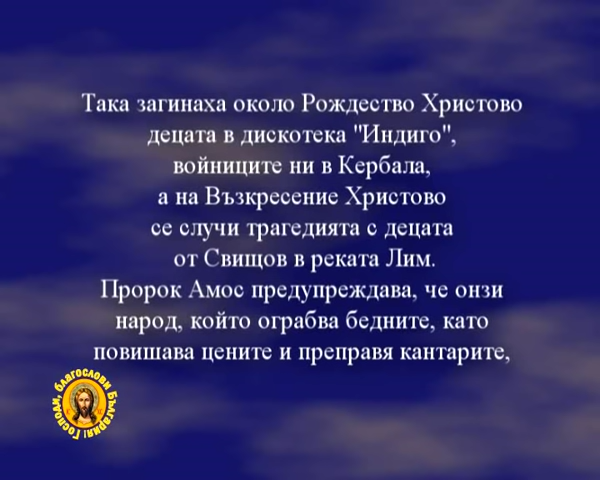 Така загинаха около Рождество Христово
децата в дискотека "Индиго",
войниците ни в Кербала,
а на Възкресение Христово
се случи трагедията с децата
от Свищов в реката Лим.
Пророк Амос предупреждава, че онзи
народ, който ограбва бедните, като
повишава цените и преправя кантарите,
Господи, благослови България!